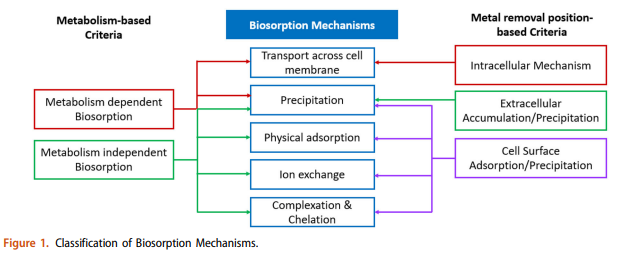 Metabolism-based
Criteria
Biosorption Mechanisms
Metal removal position-
based Criteria
Transport across cell
membrane
Intracellular Mechanism
Metabolism dependent
Biosorption
Precipitation
Extracellular
Accumulation/Precipitation
Physical adsorption
Metabolism independent
Biosorption
Cell Surface
Adsorption/Precipitation
Ion exchange
Complexation &
Chelation
Figure 1. Classification of Biosorption Mechanisms.